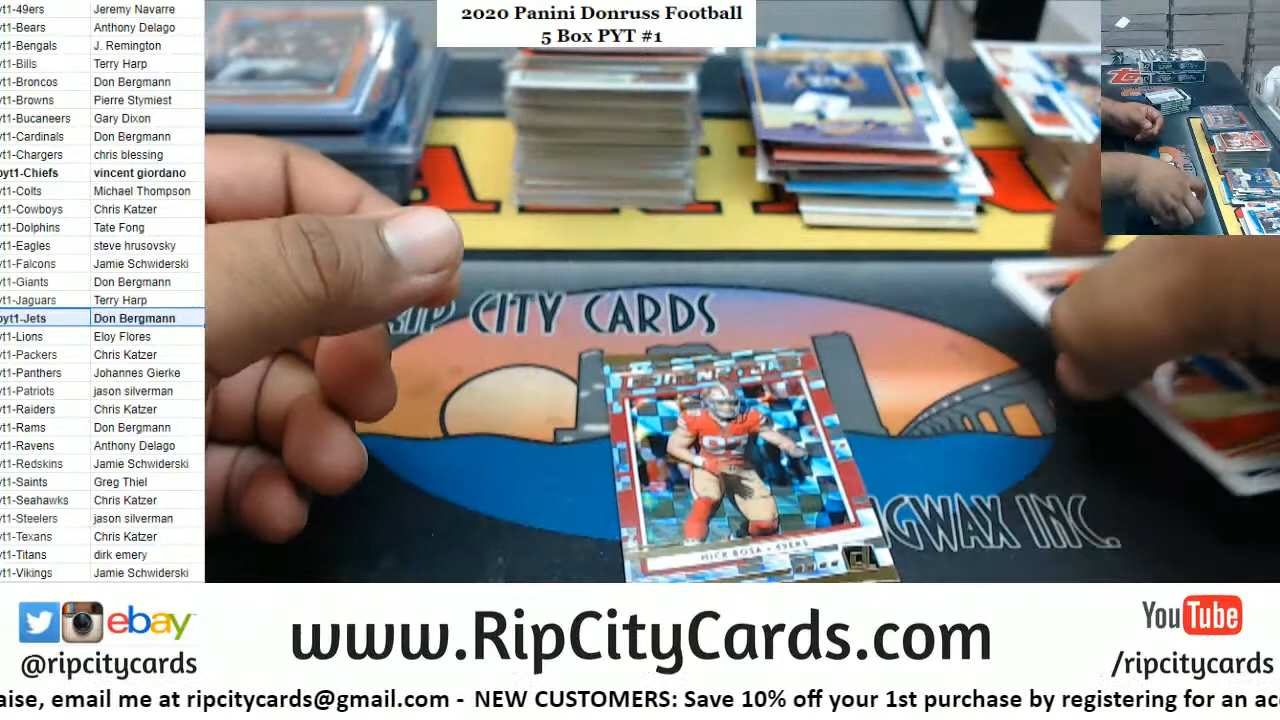 2020 Panini Donruss Football
5 Box PYT #1
yt1-49ers Jeremy Navarre
yt1-Bears Anthony Delago
yt1-Bengals J. Remington
yt1-Bills Terry Harp
yt1-Broncos Don Bergmann
yt1-Browns Pierre Stymiest
yt1-Bucaneers Gary Dixon
yt1-Cardinals Don Bergmann
yt1-Chargers chris blessing
pyt1-Chiefs vincent giordano
yt1-Colts Michael Thompson
yt1-Cowboys Chris Katzer
yt1-Dolphins Tate Fong
yt1-Eagles steve hrusovsky
yt1-Falcons Jamie Schwiderski
yt1-Giants Don Bergmann
yt1-Jaguars Terry Harp
pyt1-Jets Don Bergmann
yt1-Lions Eloy Flores
yt1-Packers Chris Katzer
yt1-Panthers Johannes Gierke
yt1-Patriots jason silverman
yt1-Raiders Chris Katzer
yt1-Rams Don Bergmann
yt1-Ravens Anthony Delago
yt1-Redskins Jamie Schwiderski
yt1-Saints Greg Thiel
yt1-Seahawks Chris Katzer
yt1-Steelers jason silverman
yt1-Texans Chris Katzer
yt1-Titans dirk emery
yt1-Vikings Jamie Schwiderski
RIP CITY CARDS
GWAX INC.
NICK BOSA • 49ERS
ebay
@ripcitycards
www.RipCityCards.com
YouTube
/ripcitycards
aise, email me at ripcitycards@gmail.com - NEW CUSTOMERS: Save 10% off your 1st purchase by registering for an ac